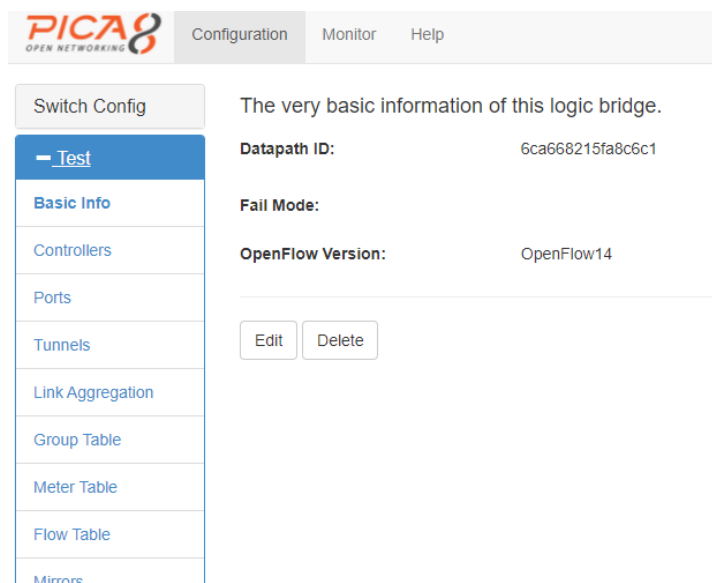 PICA8
OPEN NETWORKING
Configuration Monitor Help
Switch Config
Test
Basic Info
Controllers
Ports
Tunnels
Link Aggregation
Group Table
Meter Table
Flow Table
Mirrors
The very basic information of this logic bridge.
Datapath ID: 6ca668215fa8c6c1
Fail Mode:
OpenFlow Version: OpenFlow14
Edit Delete